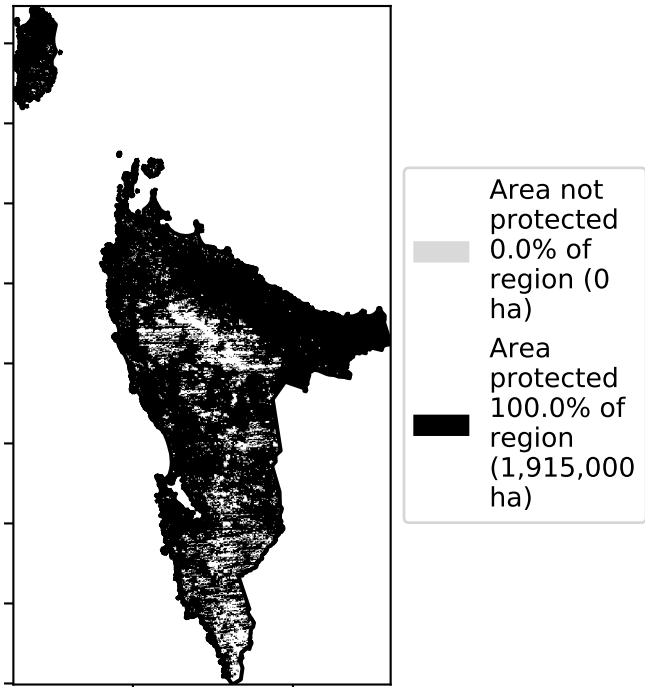 Area not
protected
0.0% of
region (0
ha)
Area
protected
100.0% of
region
(1,915,000
ha)